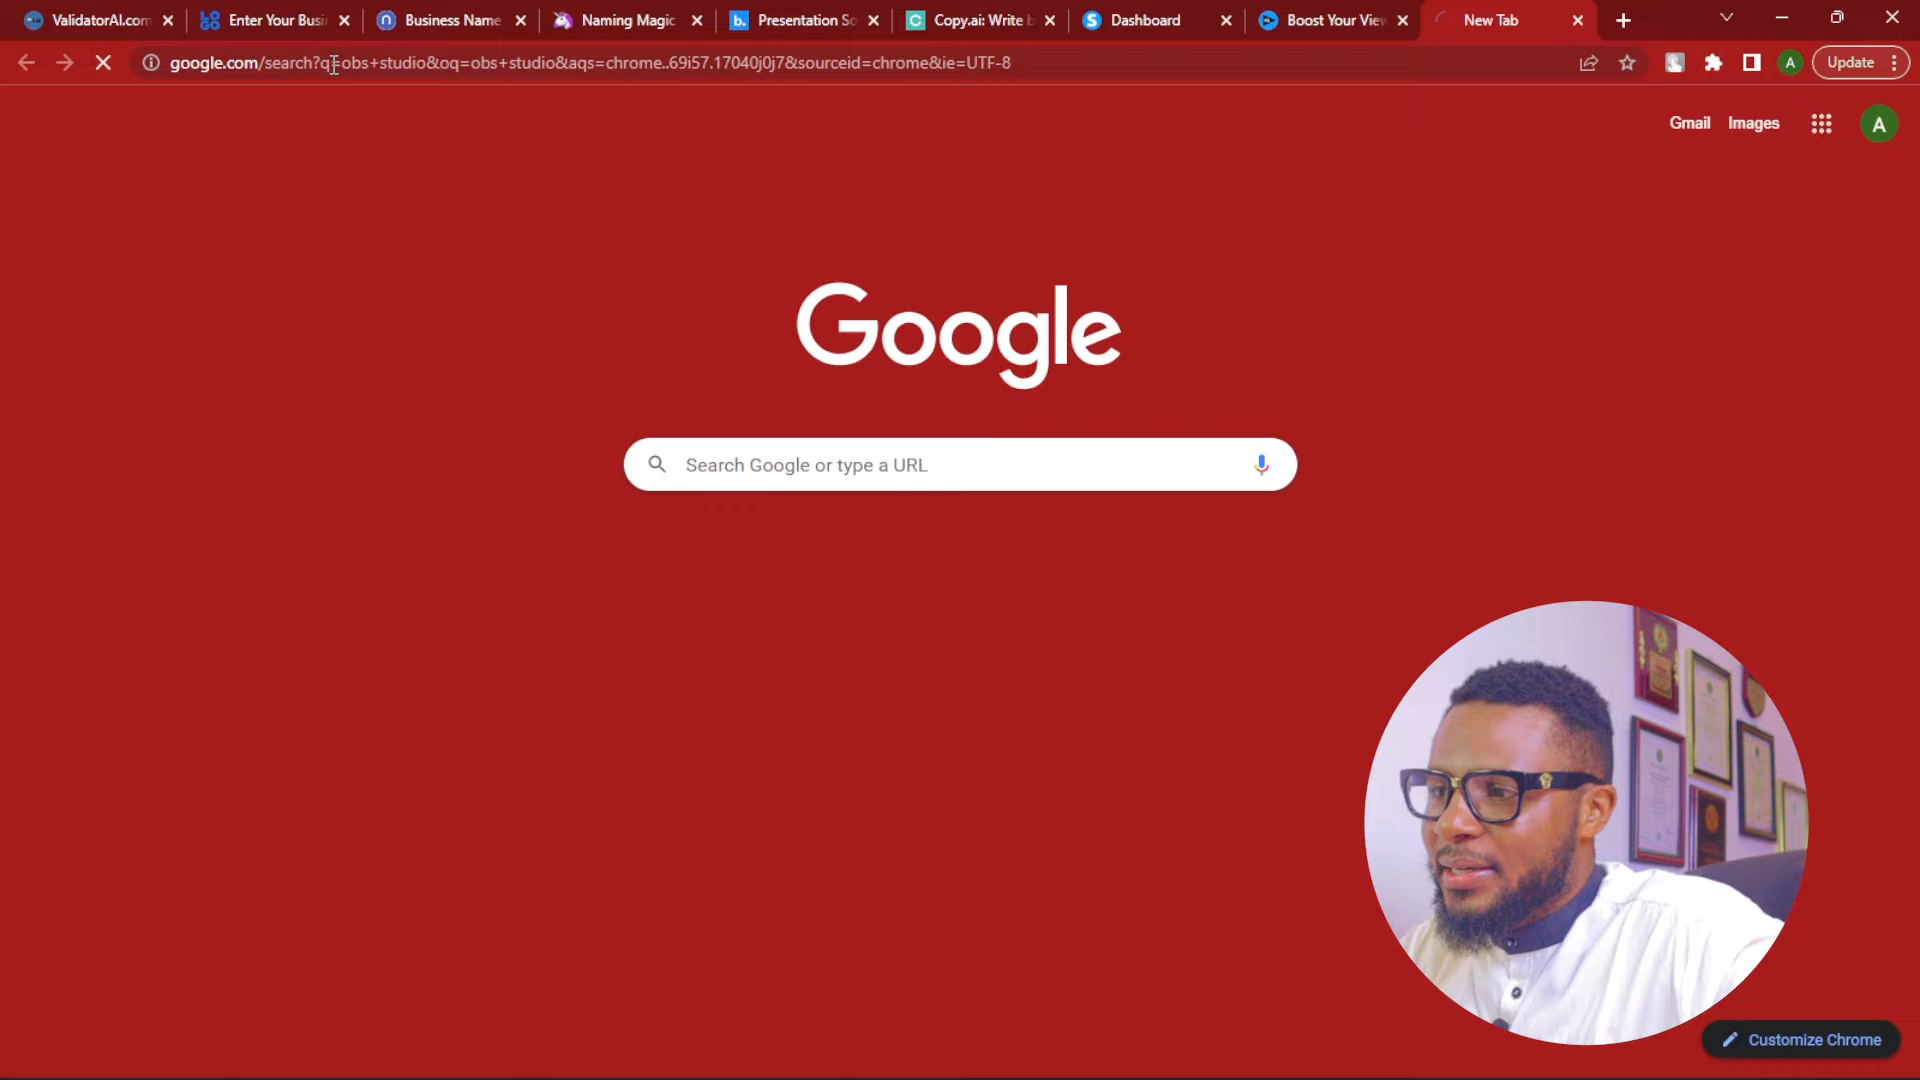 ValidatorAI.com
Enter Your Busi
Business Name
Naming Magic
Presentation So
Copy.ai: Write b
Dashboard
Boost Your View
New Tab
google.com/search?q=obs+studio&oq=obs+studio&aqs=chrome..69i57.17040j0j7&sourceid=chrome&ie=UTF-8
A
Update
Gmail
Images
A
Google
Search Google or type a URL
Customize Chrome